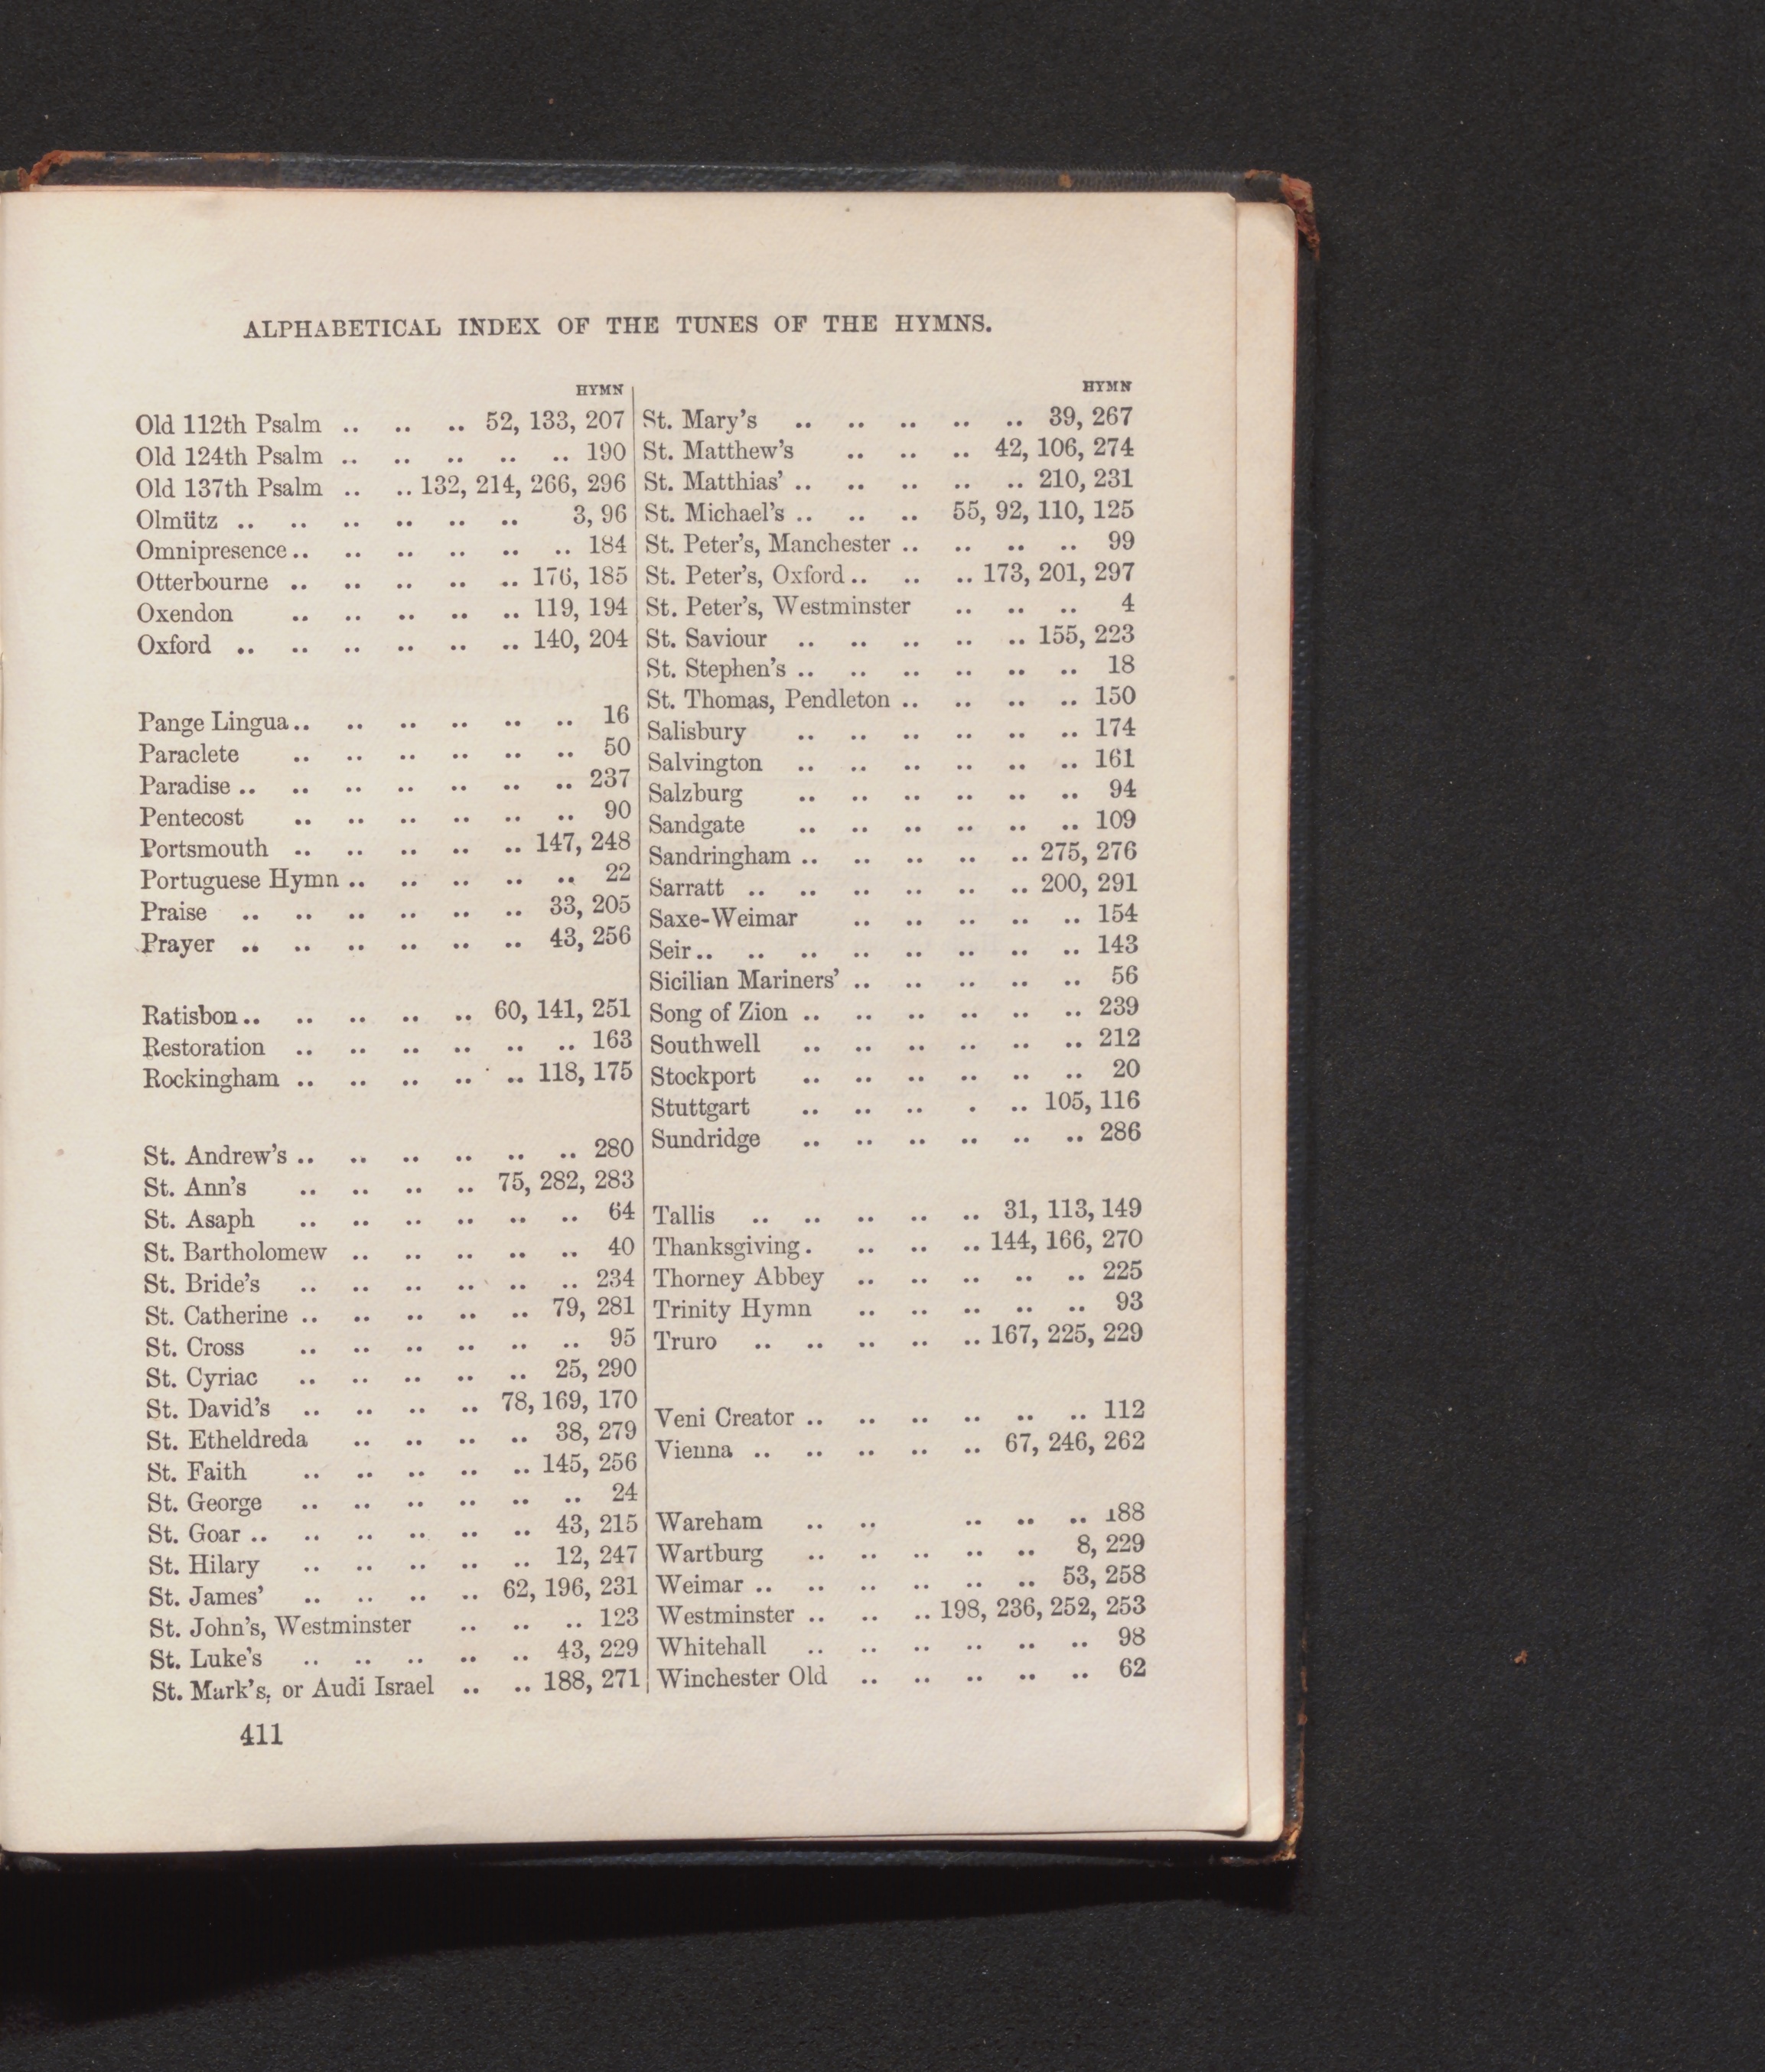 ALPHABETICAL INDEX OF THE TUNES OF THE HYMNS.
HYMN
Old 112th Psalm .. .. .. 52, 133, 207
Old 124th Psalm .. .. .. .. .. 190
Old 137th Psalm .. .. 132, 214, 266, 296
Olmütz .. .. .. .. .. .. 3, 96
Omnipresence .. .. .. .. .. .. 184
Otterbourne .. .. .. .. .. 176, 185
Oxendon .. .. .. .. .. 119, 194
Oxford .. .. .. .. .. .. 140, 204
Pange Lingua .. .. .. .. .. .. 16
Paraclete .. .. .. .. .. .. 50
Paradise .. .. .. .. .. .. .. 237
Pentecost .. .. .. .. .. .. 90
Portsmouth .. .. .. .. .. 147, 248
Portuguese Hymn .. .. .. .. .. 22
Praise .. .. .. .. .. .. 33, 205
Prayer .. .. .. .. .. .. 43, 256
Ratisbon .. .. .. .. .. 60, 141, 251
Restoration .. .. .. .. .. .. 163
Rockingham .. .. .. .. .. 118, 175
St. Andrew's .. .. .. .. .. .. 280
St. Ann's .. .. .. .. 75, 282, 283
St. Asaph .. .. .. .. .. .. 64
St. Bartholomew .. .. .. .. .. 40
St. Bride's .. .. .. .. .. .. 234
St. Catherine .. .. .. .. .. 79, 281
St. Cross .. .. .. .. .. .. 95
St. Cyriac .. .. .. .. .. 25, 290
St. David's .. .. .. .. 78, 169, 170
St. Etheldreda .. .. .. .. 38, 279
St. Faith .. .. .. .. .. 145, 256
St. George .. .. .. .. .. .. 24
St. Goar .. .. .. .. .. .. 43, 215
St. Hilary .. .. .. .. .. 12, 247
St. James' .. .. .. .. 62, 196, 231
St. John's, Westminster .. .. .. 123
St. Luke's .. .. .. .. .. 43, 229
St. Mark's, or Audi Israel .. .. 188, 271
411
HYMN
St. Mary's .. .. .. .. .. 39, 267
St. Matthew's .. .. .. 42, 106, 274
St. Matthias' .. .. .. .. .. 210, 231
St. Michael's .. .. .. 55, 92, 110, 125
St. Peter's, Manchester .. .. .. .. 99
St. Peter's, Oxford .. .. .. 173, 201, 297
St. Peter's, Westminster .. .. .. 4
St. Saviour .. .. .. .. .. 155, 223
St. Stephen's .. .. .. .. .. .. 18
St. Thomas, Pendleton .. .. .. .. 150
Salisbury .. .. .. .. .. .. 174
Salvington .. .. .. .. .. .. 161
Salzburg .. .. .. .. .. .. 94
Sandgate .. .. .. .. .. .. 109
Sandringham .. .. .. .. .. 275, 276
Sarratt .. .. .. .. .. .. 200, 291
Saxe-Weimar .. .. .. .. .. 154
Seir .. .. .. .. .. .. .. .. 143
Sicilian Mariners' .. .. .. .. .. 56
Song of Zion .. .. .. .. .. .. 239
Southwell .. .. .. .. .. .. 212
Stockport .. .. .. .. .. .. 20
Stuttgart .. .. .. . .. 105, 116
Sundridge .. .. .. .. .. .. 286
Tallis .. .. .. .. .. 31, 113, 149
Thanksgiving . .. .. .. 144, 166, 270
Thorney Abbey .. .. .. .. .. 225
Trinity Hymn .. .. .. .. .. 93
Truro .. .. .. .. .. 167, 225, 229
Veni Creator .. .. .. .. .. .. 112
Vienna .. .. .. .. .. 67, 246, 262
Wareham .. .. .. .. .. 188
Wartburg .. .. .. .. .. 8, 229
Weimar .. .. .. .. .. .. 53, 258
Westminster .. .. .. 198, 236, 252, 253
Whitehall .. .. .. .. .. .. 98
Winchester Old .. .. .. .. .. 62